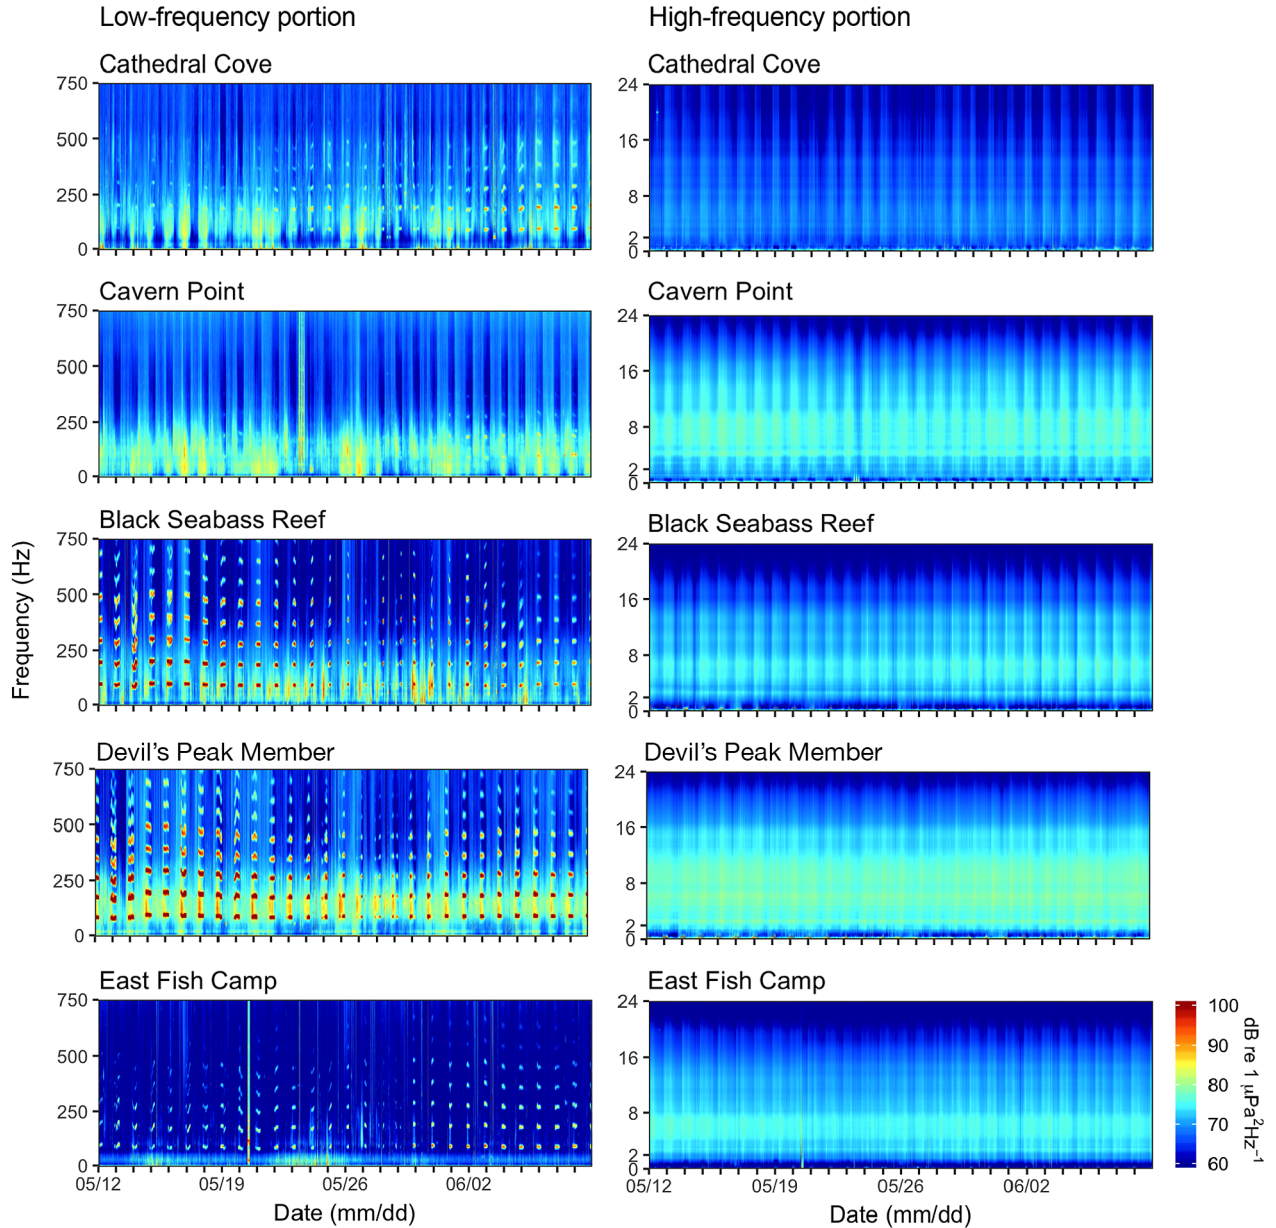 Low-frequency portion
High-frequency portion
Cathedral Cove
Cathedral Cove
750
500
250
0
24
16
8
2
0
Cavern Point
Cavern Point
750
500
250
0
24
16
8
2
0
Black Seabass Reef
Black Seabass Reef
750
500
250
0
24
16
8
2
0
Frequency (Hz)
Devil's Peak Member
Devil's Peak Member
750
500
250
0
24
16
8
2
0
East Fish Camp
East Fish Camp
750
500
250
0
24
16
8
2
0
05/12 05/19 05/26 06/02
05/12 05/19 05/26 06/02
Date (mm/dd)
Date (mm/dd)
100
90
80
70
60
dB re 1 µPa²Hz⁻¹